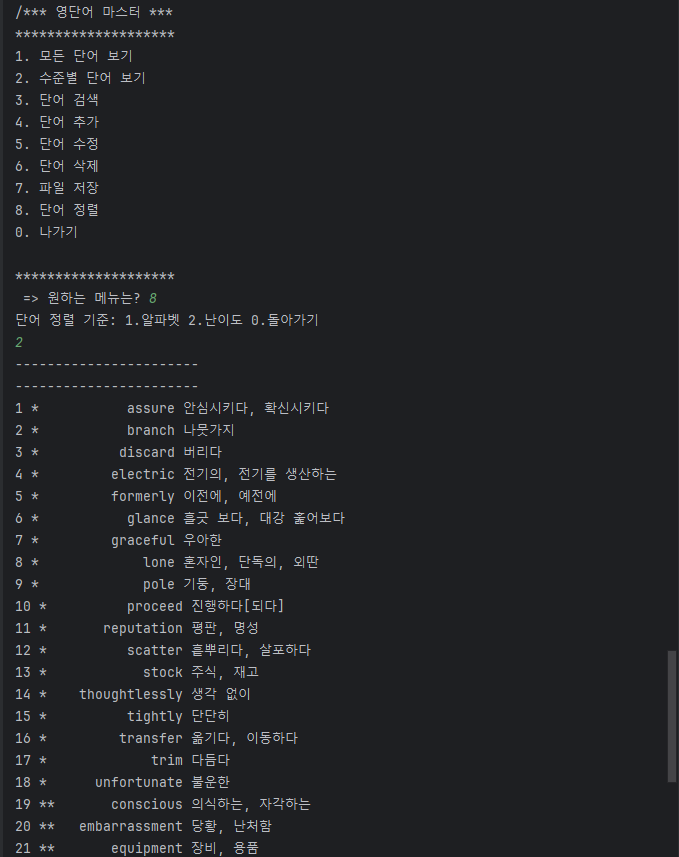 /*** 영단어 마스터 ***
********************
1. 모든 단어 보기
2. 수준별 단어 보기
3. 단어 검색
4. 단어 추가
5. 단어 수정
6. 단어 삭제
7. 파일 저장
8. 단어 정렬
0. 나가기
********************
=> 원하는 메뉴는? 8
단어 정렬 기준: 1.알파벳 2.난이도 0.돌아가기
2
-----------------------
-----------------------
1 * assure 안심시키다, 확신시키다
2 * branch 나뭇가지
3 * discard 버리다
4 * electric 전기의, 전기를 생산하는
5 * formerly 이전에, 예전에
6 * glance 흘긋 보다, 대강 훑어보다
7 * graceful 우아한
8 * lone 혼자인, 단독의, 외딴
9 * pole 기둥, 장대
10 * proceed 진행하다[되다]
11 * reputation 평판, 명성
12 * scatter 흩뿌리다, 살포하다
13 * stock 주식, 재고
14 * thoughtlessly 생각 없이
15 * tightly 단단히
16 * transfer 옮기다, 이동하다
17 * trim 다듬다
18 * unfortunate 불운한
19 ** conscious 의식하는, 자각하는
20 ** embarrassment 당황, 난처함
21 ** equipment 장비, 용품